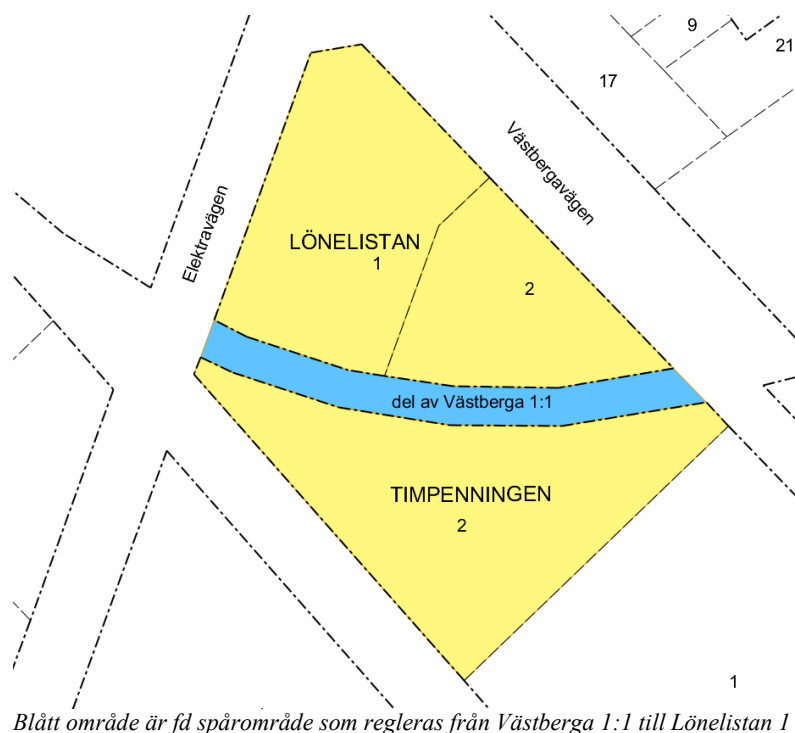 9
21
17
Västbergavägen
Elektravägen
LÖNELISTAN
1
2
del av Västberga 1:1
TIMPENNINGEN
2
1
Blått område är fd spårområde som regleras från Västberga 1:1 till Lönelistan 1